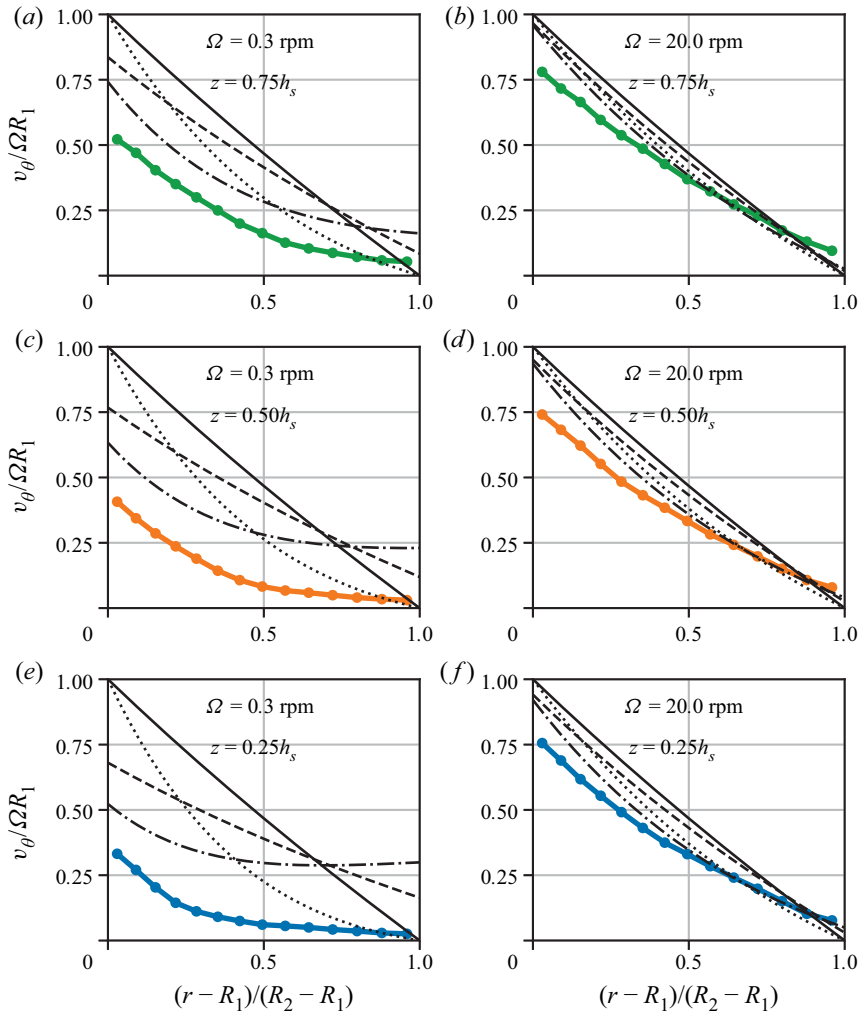 (a)
1.00
0.75
0.50
0.25
0
0.5
1.0
v_θ/ΩR_1
Ω = 0.3 rpm
z = 0.75h_s
(b)
1.00
0.75
0.50
0.25
0
0.5
1.0
Ω = 20.0 rpm
z = 0.75h_s
(c)
1.00
0.75
0.50
0.25
0
0.5
1.0
v_θ/ΩR_1
Ω = 0.3 rpm
z = 0.50h_s
(d)
1.00
0.75
0.50
0.25
0
0.5
1.0
Ω = 20.0 rpm
z = 0.50h_s
(e)
1.00
0.75
0.50
0.25
0
0.5
1.0
v_θ/ΩR_1
Ω = 0.3 rpm
z = 0.25h_s
(r − R_1)/(R_2 − R_1)
(f)
1.00
0.75
0.50
0.25
0
0.5
1.0
Ω = 20.0 rpm
z = 0.25h_s
(r − R_1)/(R_2 − R_1)